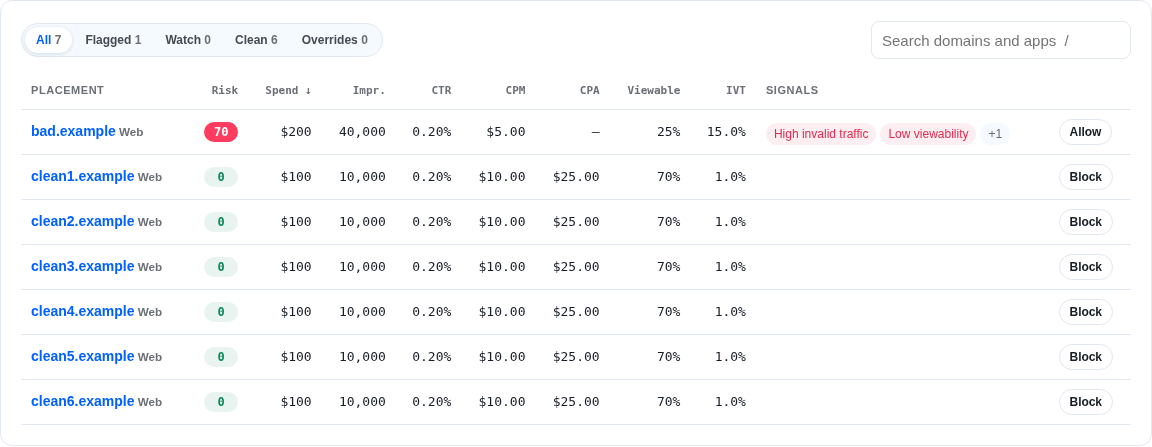 All 7 Flagged 1 Watch 0 Clean 6 Overrides 0 Search domains and apps /
PLACEMENT Risk Spend ↓ Impr. CTR CPM CPA Viewable IVT SIGNALS
bad.example Web 70 $200 40,000 0.20% $5.00 — 25% 15.0% High invalid traffic Low viewability +1 Allow
clean1.example Web 0 $100 10,000 0.20% $10.00 $25.00 70% 1.0% Block
clean2.example Web 0 $100 10,000 0.20% $10.00 $25.00 70% 1.0% Block
clean3.example Web 0 $100 10,000 0.20% $10.00 $25.00 70% 1.0% Block
clean4.example Web 0 $100 10,000 0.20% $10.00 $25.00 70% 1.0% Block
clean5.example Web 0 $100 10,000 0.20% $10.00 $25.00 70% 1.0% Block
clean6.example Web 0 $100 10,000 0.20% $10.00 $25.00 70% 1.0% Block